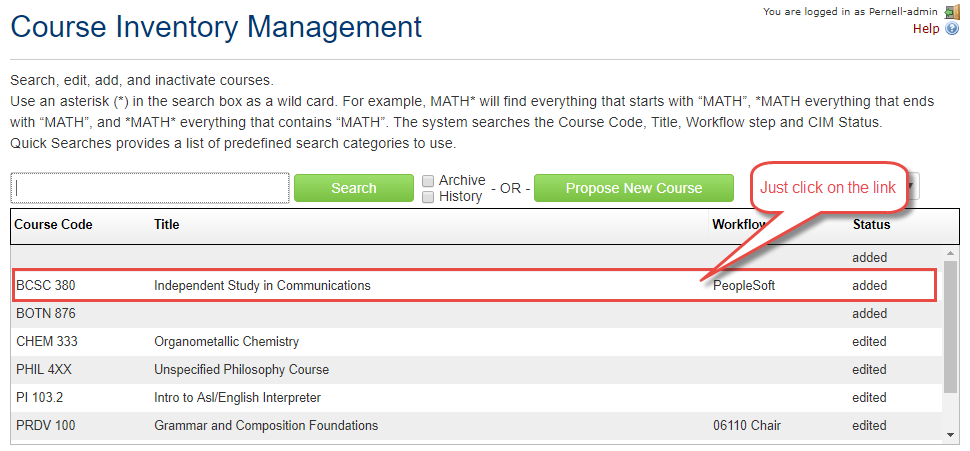 You are logged in as Pernell-admin
Course Inventory Management
Help
Search, edit, add, and inactivate courses.
Use an asterisk (*) in the search box as a wild card. For example, MATH* will find everything that starts with “MATH”, *MATH everything that ends
with “MATH”, and *MATH* everything that contains “MATH”. The system searches the Course Code, Title, Workflow step and CIM Status.
Quick Searches provides a list of predefined search categories to use.
Search Archive History - OR - Propose New Course Just click on the link
Course Code Title Workflow Status
added
BCSC 380 Independent Study in Communications PeopleSoft added
BOTN 876 added
CHEM 333 Organometallic Chemistry edited
PHIL 4XX Unspecified Philosophy Course edited
PI 103.2 Intro to Asl/English Interpreter edited
PRDV 100 Grammar and Composition Foundations 06110 Chair edited